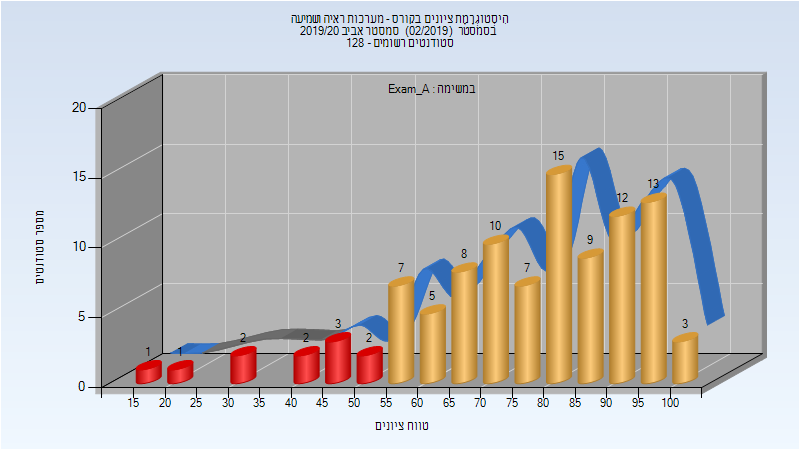 היסטוגרמת ציונים בקורס - מערכות ראיה ושמיעה
בסמסטר (02/2019) סמסטר אביב 2019/20
סטודנטים רשומים - 128
במשימה : Exam_A
20
15
10
5
0
מספר סטודנטים
1 1 2 2 3 2 7 5 8 10 7 15 9 12 13 3
15 20 25 30 35 40 45 50 55 60 65 70 75 80 85 90 95 100
טווח ציונים